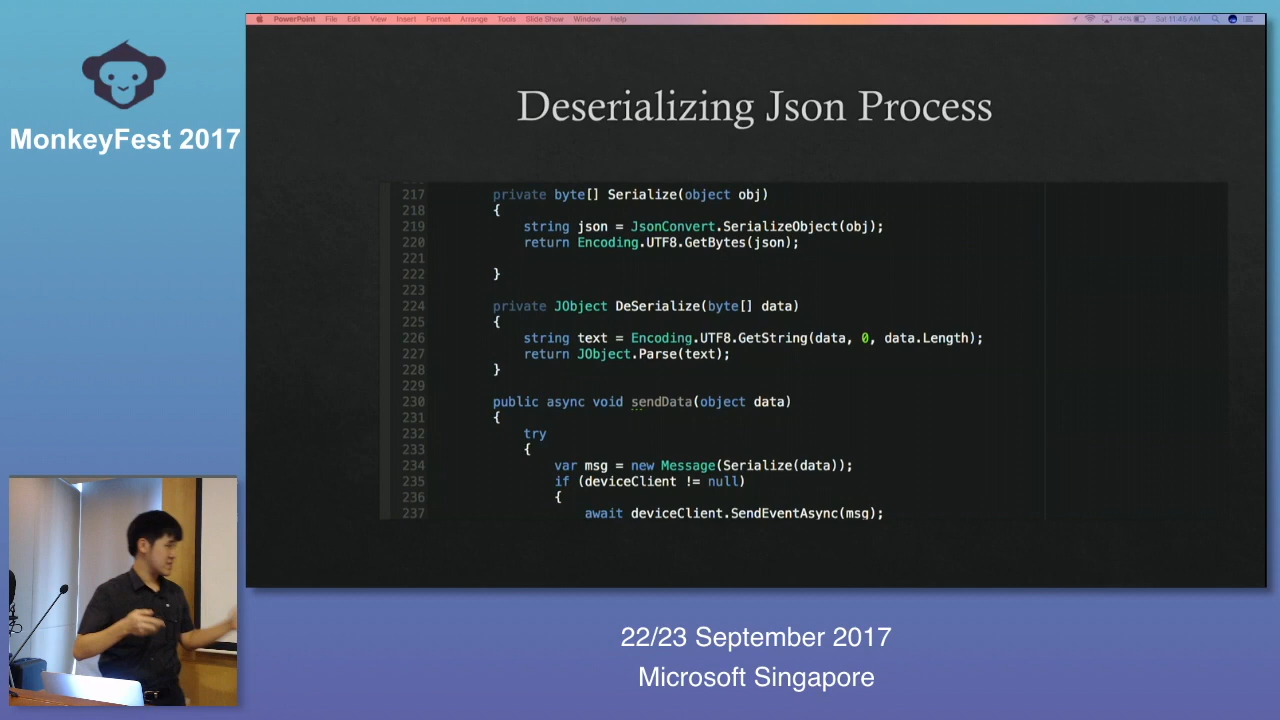 PowerPoint File Edit View Insert Format Arrange Tools Slide Show Window Help 44% Sat 11:45 AM
MonkeyFest 2017
Deserializing Json Process
217 private byte[] Serialize(object obj)
218 {
219 string json = JsonConvert.SerializeObject(obj);
220 return Encoding.UTF8.GetBytes(json);
221
222 }
223
224 private JObject DeSerialize(byte[] data)
225 {
226 string text = Encoding.UTF8.GetString(data, 0, data.Length);
227 return JObject.Parse(text);
228 }
229
230 public async void sendData(object data)
231 {
232 try
233 {
234 var msg = new Message(Serialize(data));
235 if (deviceClient != null)
236 {
237 await deviceClient.SendEventAsync(msg);
22/23 September 2017
Microsoft Singapore